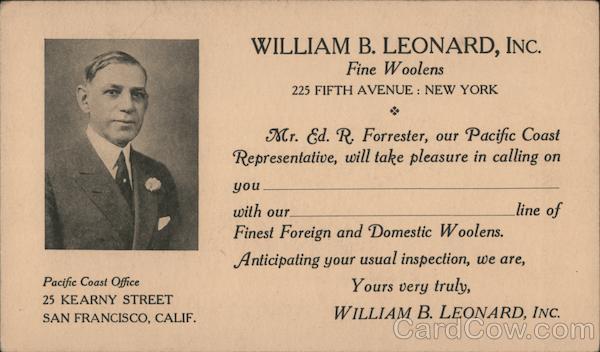 WILLIAM B. LEONARD, INC.
Fine Woolens
225 FIFTH AVENUE : NEW YORK
Mr. Ed. R. Forrester, our Pacific Coast
Representative, will take pleasure in calling on
you
with our line of
Finest Foreign and Domestic Woolens.
Anticipating your usual inspection, we are,
Yours very truly,
WILLIAM B. LEONARD, INC.
Pacific Coast Office
25 KEARNY STREET
SAN FRANCISCO, CALIF.
CardCow.com